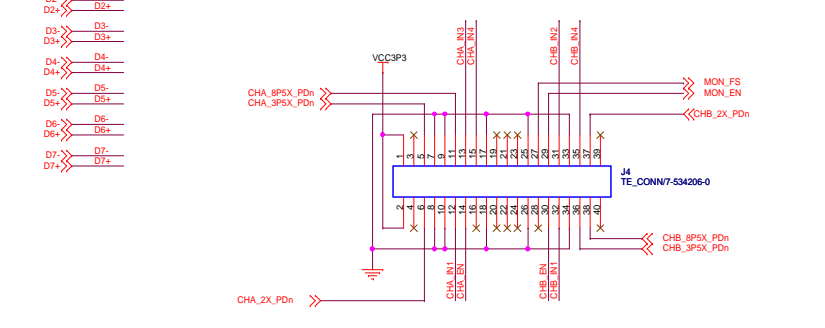 D2+ D2+
D3- D3-
D3+ D3+
D4- D4-
D4+ D4+
D5- D5-
D5+ D5+
D6- D6-
D6+ D6+
D7- D7-
D7+ D7+
VCC3P3
CHA_IN3
CHA_IN4
CHB_IN2
CHB_IN4
CHA_8P5X_PDn
CHA_3P5X_PDn
MON_FS
MON_EN
CHB_2X_PDn
1 3 5 7 9 11 13 15 17 19 21 23 25 27 29 31 33 35 37 39
J4
TE_CONN/7-534206-0
2 4 6 8 10 12 14 16 18 20 22 24 26 28 30 32 34 36 38 40
CHB_8P5X_PDn
CHB_3P5X_PDn
CHA_IN1
CHA_EN
CHB_EN
CHB_IN1
CHA_2X_PDn